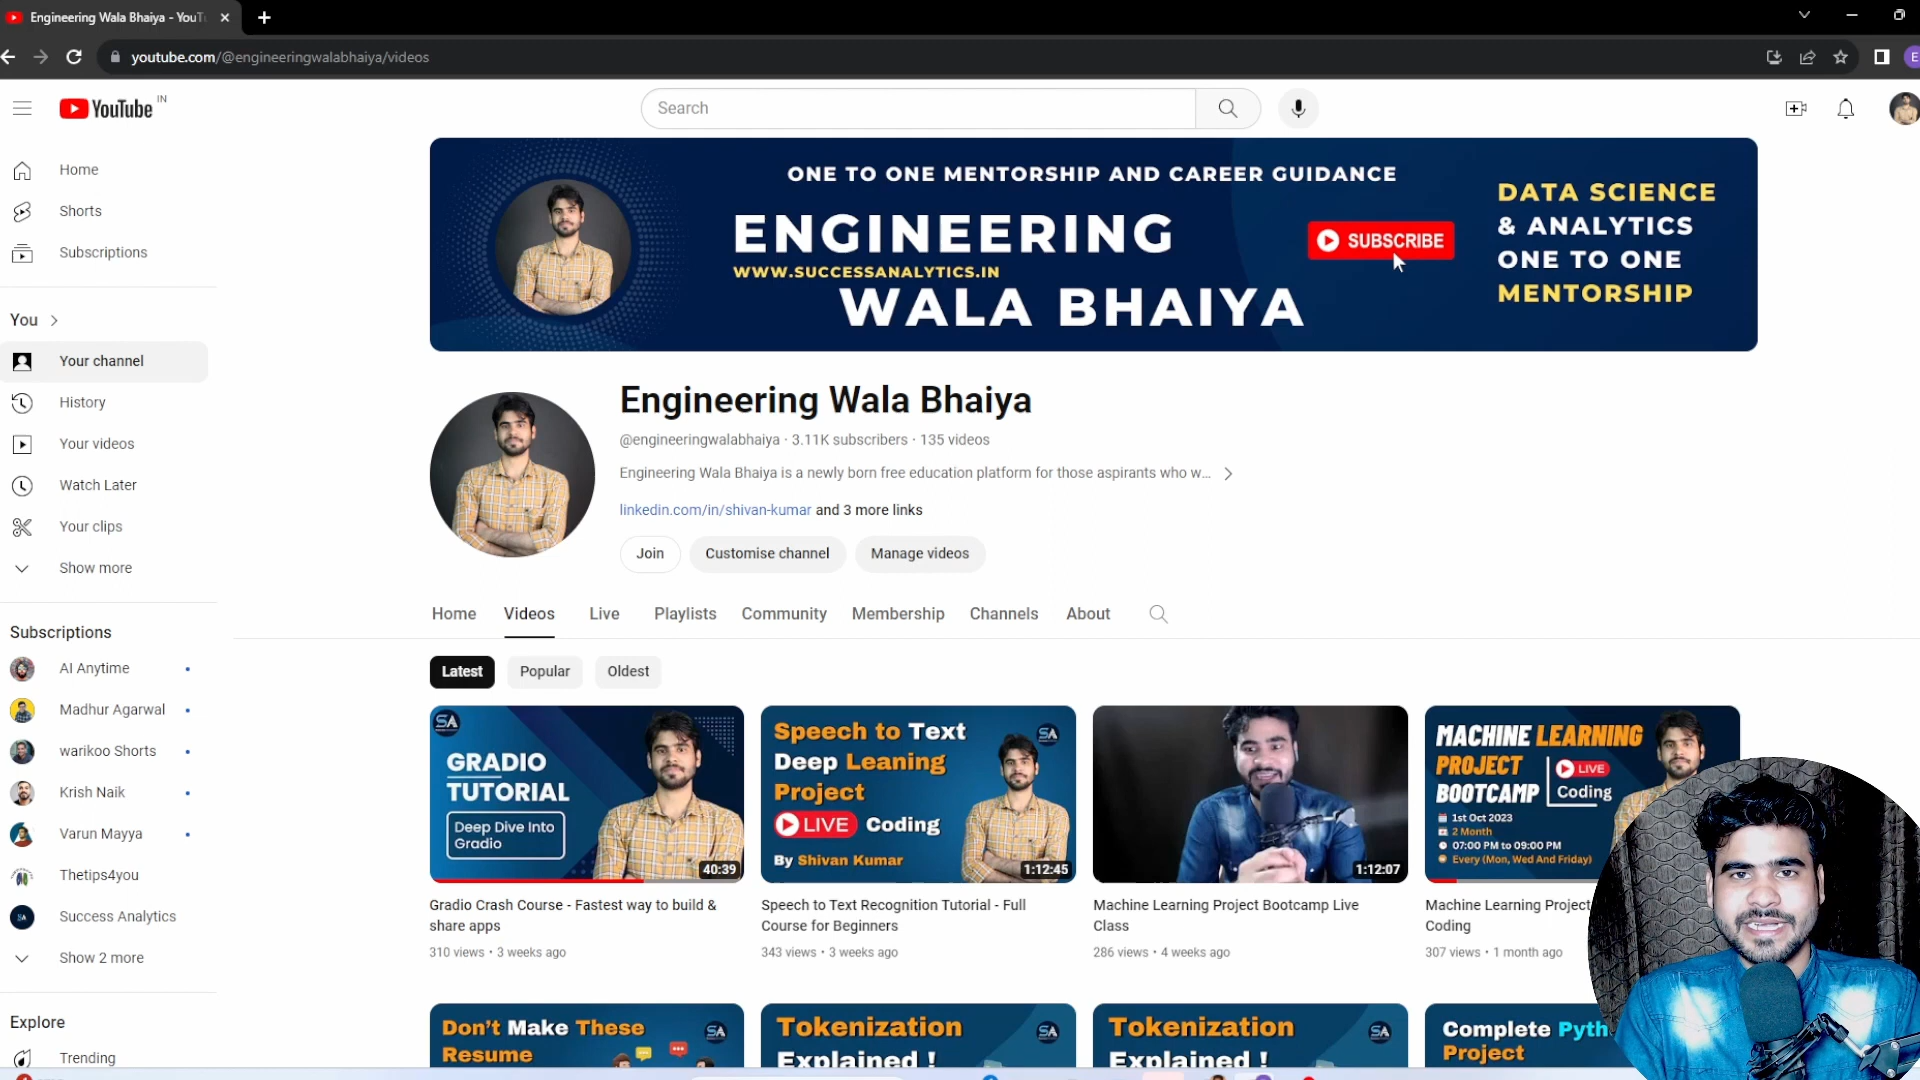 Engineering Wala Bhaiya - YouT
youtube.com/@engineeringwalabhaiya/videos
E
YouTube IN
Search
Home
Shorts
Subscriptions
You
Your channel
History
Your videos
Watch Later
Your clips
Show more
Subscriptions
AI Anytime
Madhur Agarwal
warikoo Shorts
Krish Naik
Varun Mayya
Thetips4you
Success Analytics
Show 2 more
Explore
Trending
ONE TO ONE MENTORSHIP AND CAREER GUIDANCE
ENGINEERING
WWW.SUCCESSANALYTICS.IN
WALA BHAIYA
SUBSCRIBE
DATA SCIENCE
& ANALYTICS
ONE TO ONE
MENTORSHIP
Engineering Wala Bhaiya
@engineeringwalabhaiya · 3.11K subscribers · 135 videos
Engineering Wala Bhaiya is a newly born free education platform for those aspirants who w...
linkedin.com/in/shivan-kumar and 3 more links
Join
Customise channel
Manage videos
Home
Videos
Live
Playlists
Community
Membership
Channels
About
Latest
Popular
Oldest
SA
GRADIO
TUTORIAL
Deep Dive Into
Gradio
40:39
Gradio Crash Course - Fastest way to build &
share apps
310 views • 3 weeks ago
Speech to Text
SA
Deep Leaning
Project
LIVE Coding
By Shivan Kumar
1:12:45
Speech to Text Recognition Tutorial - Full
Course for Beginners
343 views • 3 weeks ago
1:12:07
Machine Learning Project Bootcamp Live
Class
286 views • 4 weeks ago
MACHINE LEARNING
PROJECT
BOOTCAMP
LIVE
Coding
1st Oct 2023
2 Month
07:00 PM to 09:00 PM
Every (Mon, Wed And Friday)
Machine Learning Project
Coding
307 views • 1 month ago
Don't Make These
Resume
SA
Tokenization
Explained !
SA
Tokenization
Explained !
SA
Complete Pyth
Project